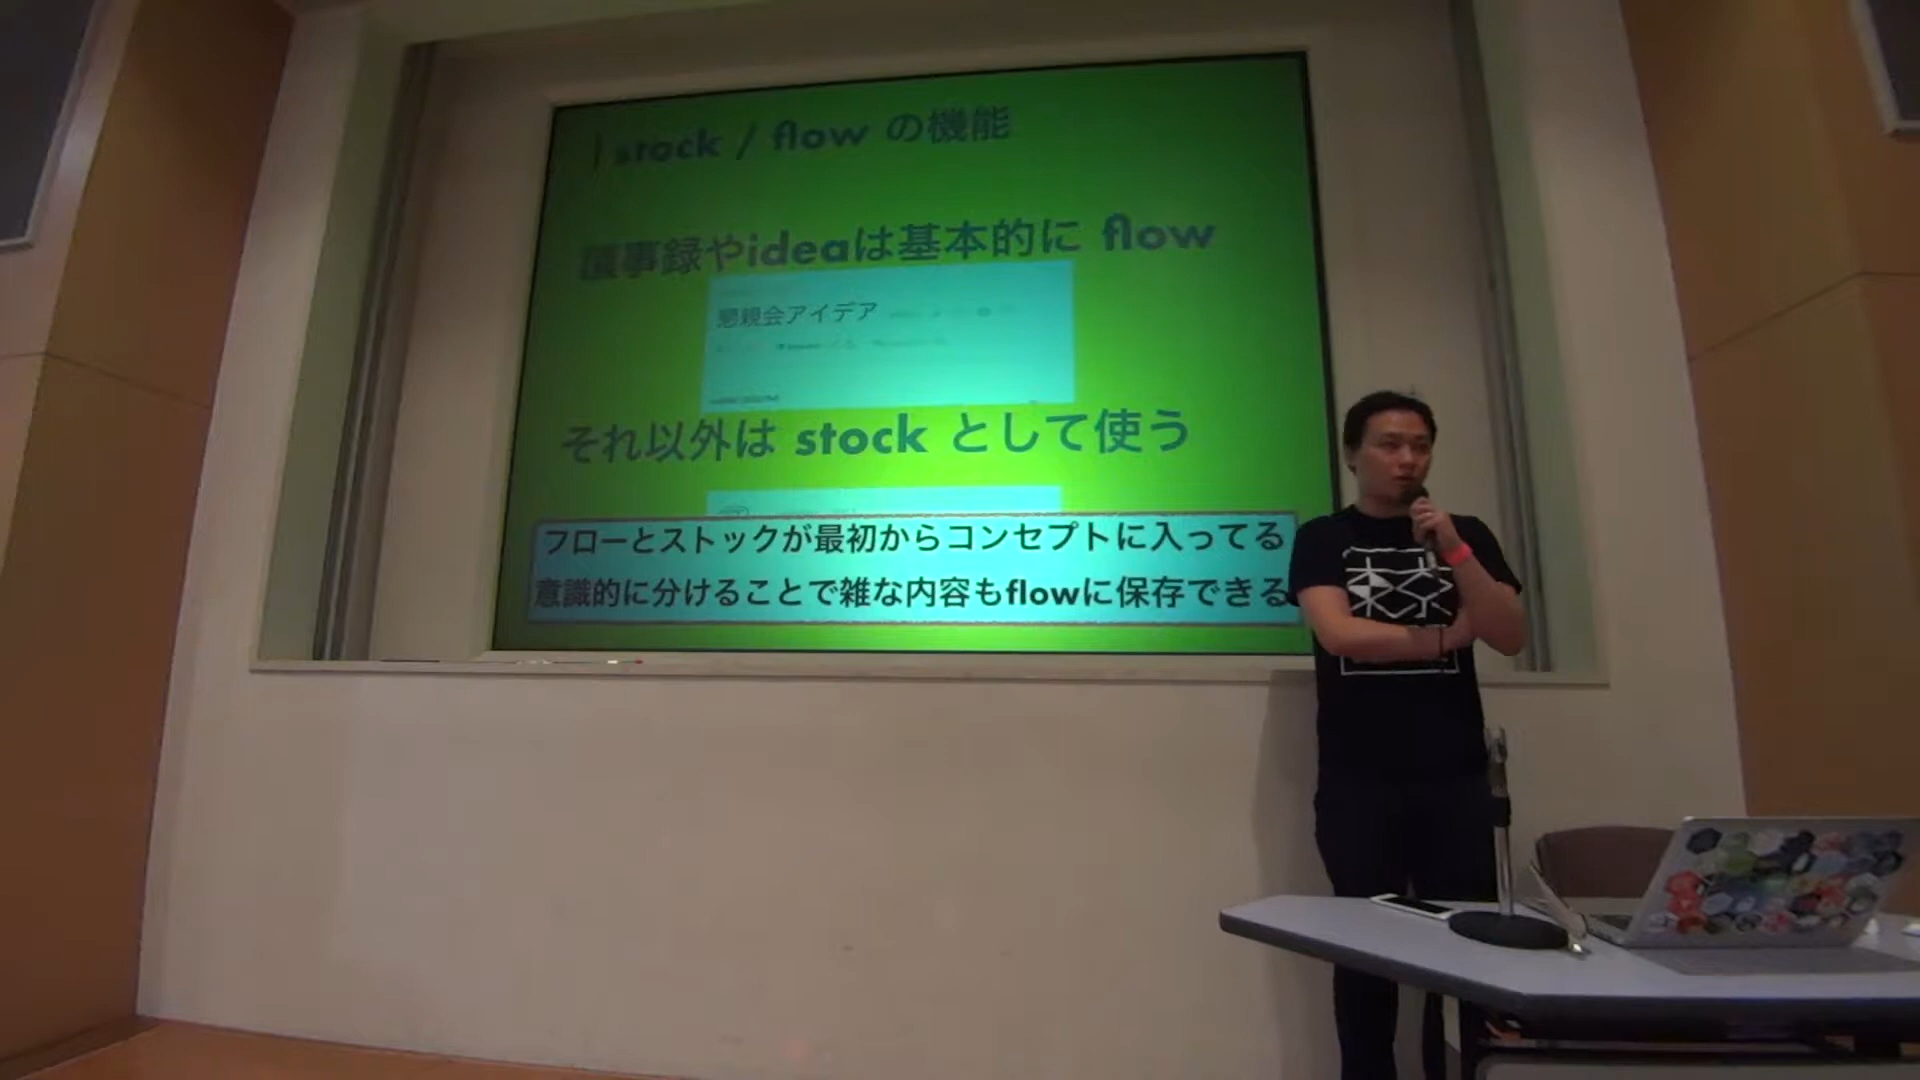 stock / flow の機能
議事録やideaは基本的に flow
懇親会アイデア
それ以外は stock として使う
フローとストックが最初からコンセプトに入ってる
意識的に分けることで雑な内容もflowに保存できる
東京